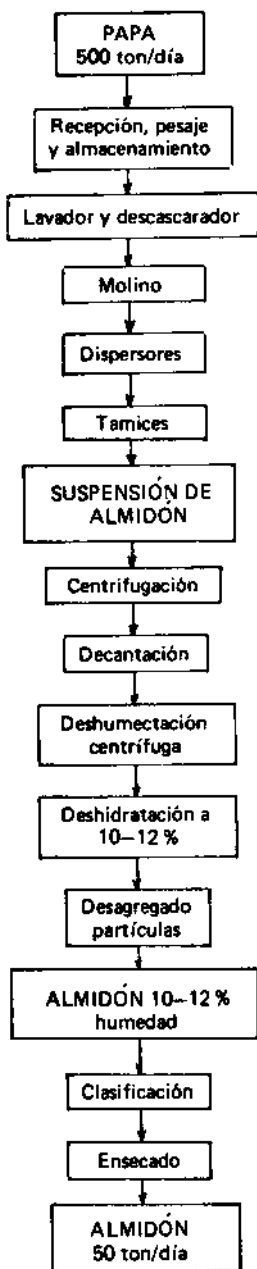 PAPA
500 ton/día
Recepción, pesaje
y almacenamiento
Lavador y descascarador
Molino
Dispersores
Tamices
SUSPENSIÓN DE
ALMIDÓN
Centrifugación
Decantación
Deshumectación
centrífuga
Deshidratación a
10–12 %
Desagregado
partículas
ALMIDÓN 10–12 %
humedad
Clasificación
Ensecado
ALMIDÓN
50 ton/día